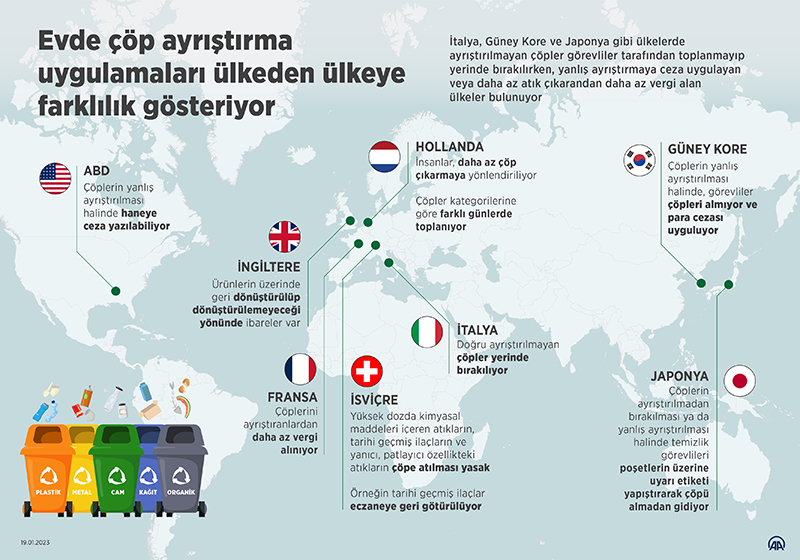 Evde çöp ayrıştırma
uygulamaları ülkeden ülkeye
farklılık gösteriyor
İtalya, Güney Kore ve Japonya gibi ülkelerde
ayrıştırılmayan çöpler görevliler tarafından toplanmayıp
yerinde bırakılırken, yanlış ayrıştırmaya ceza uygulayan
veya daha az atık çıkarandan daha az vergi alan
ülkeler bulunuyor
ABD
Çöplerin yanlış
ayrıştırılması
halinde haneye
ceza yazılabiliyor
HOLLANDA
İnsanlar, daha az çöp
çıkarmaya yönlendiriliyor
Çöp kategorilerine
göre farklı günlerde
toplanıyor
GÜNEY KORE
Çöplerin yanlış
ayrıştırılması
halinde, görevliler
çöpleri almıyor ve
para cezası
uyguluyor
İNGİLTERE
Ürünlerin üzerinde
geri dönüştürülüp
dönüştürülemeyeceği
yönünde ibareler var
İTALYA
Doğru ayrıştırılmayan
çöpler yerinde
bırakılıyor
FRANSA
Çöplerini
ayrıştıranlardan
daha az vergi
alınıyor
İSVİÇRE
Yüksek dozda kimyasal
maddeleri içeren atıkların,
tarihi geçmiş ilaçların ve
yanıcı, patlayıcı özellikteki
atıkların çöpe atılması yasak
Örneğin tarihi geçmiş ilaçlar
eczaneye geri götürülüyor
JAPONYA
Çöplerin
ayrıştırılmadan
bırakılması ya da
yanlış ayrıştırılması
halinde temizlik
görevlileri
poşetlerin üzerine
uyarı etiketi
yapıştırarak çöpü
almadan gidiyor
PLASTİK
METAL
CAM
KAĞIT
ORGANİK
19.01.2023
AA